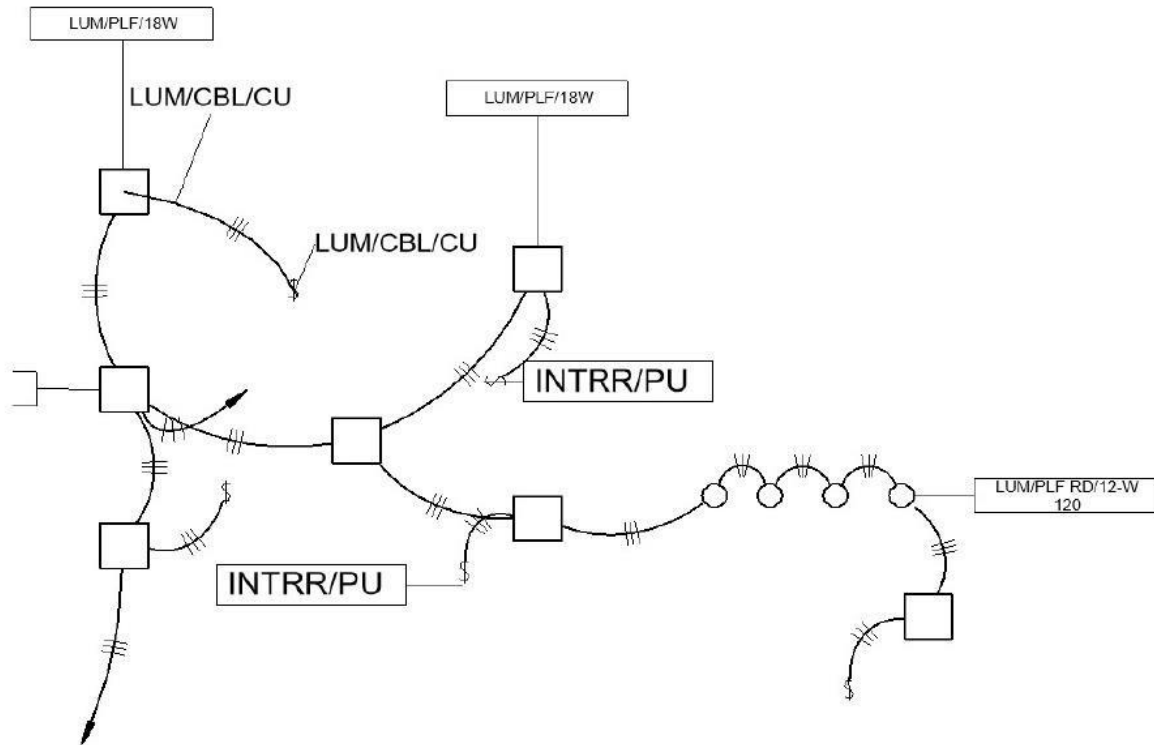 LUM/PLF/18W
LUM/CBL/CU
LUM/PLF/18W
LUM/CBL/CU
$
INTRR/PU
$
$
LUM/PLF RD/12-W
120
INTRR/PU
$
$